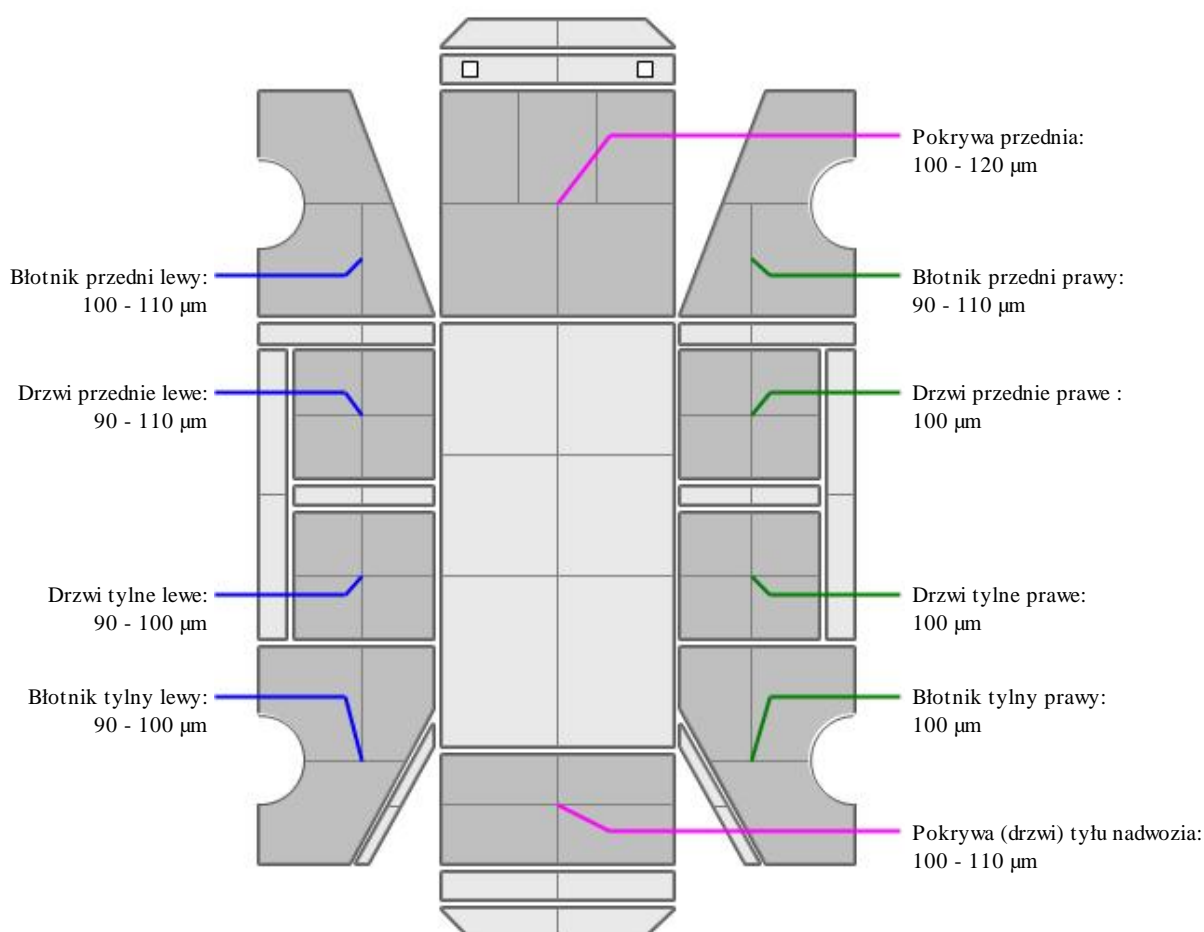 Pokrywa przednia:
100 - 120 µm
Błotnik przedni lewy:
100 - 110 µm
Błotnik przedni prawy:
90 - 110 µm
Drzwi przednie lewe:
90 - 110 µm
Drzwi przednie prawe :
100 µm
Drzwi tylne lewe:
90 - 100 µm
Drzwi tylne prawe:
100 µm
Błotnik tylny lewy:
90 - 100 µm
Błotnik tylny prawy:
100 µm
Pokrywa (drzwi) tyłu nadwozia:
100 - 110 µm